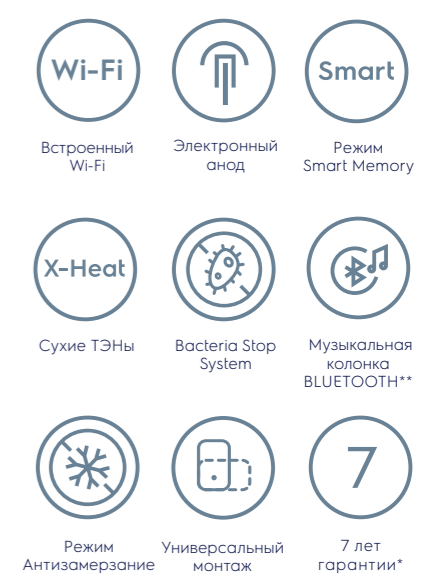 Wi-Fi
Встроенный
Wi-Fi
Электронный
анод
Smart
Режим
Smart Memory
X-Heat
Сухие ТЭНы
Bacteria Stop
System
Музыкальная
колонка
BLUETOOTH**
Режим
Антизамерзание
Универсальный
монтаж
7
7 лет
гарантии*